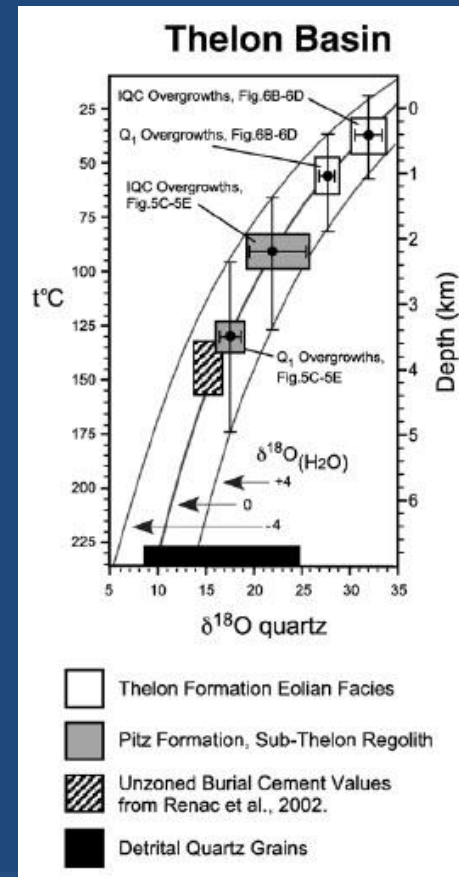 Thelon Basin
IQC Overgrowths, Fig.6B-6D
Q₁ Overgrowths, Fig.6B-6D
IQC Overgrowths,
Fig.5C-5E
Q₁ Overgrowths,
Fig.5C-5E
δ¹⁸O(H2O)
+4
0
-4
t°C
25
50
75
100
125
150
175
200
225
Depth (km)
0
1
2
3
4
5
6
5 10 15 20 25 30 35
δ¹⁸O quartz
Thelon Formation Eolian Facies
Pitz Formation, Sub-Thelon Regolith
Unzoned Burial Cement Values
from Renac et al., 2002.
Detrital Quartz Grains